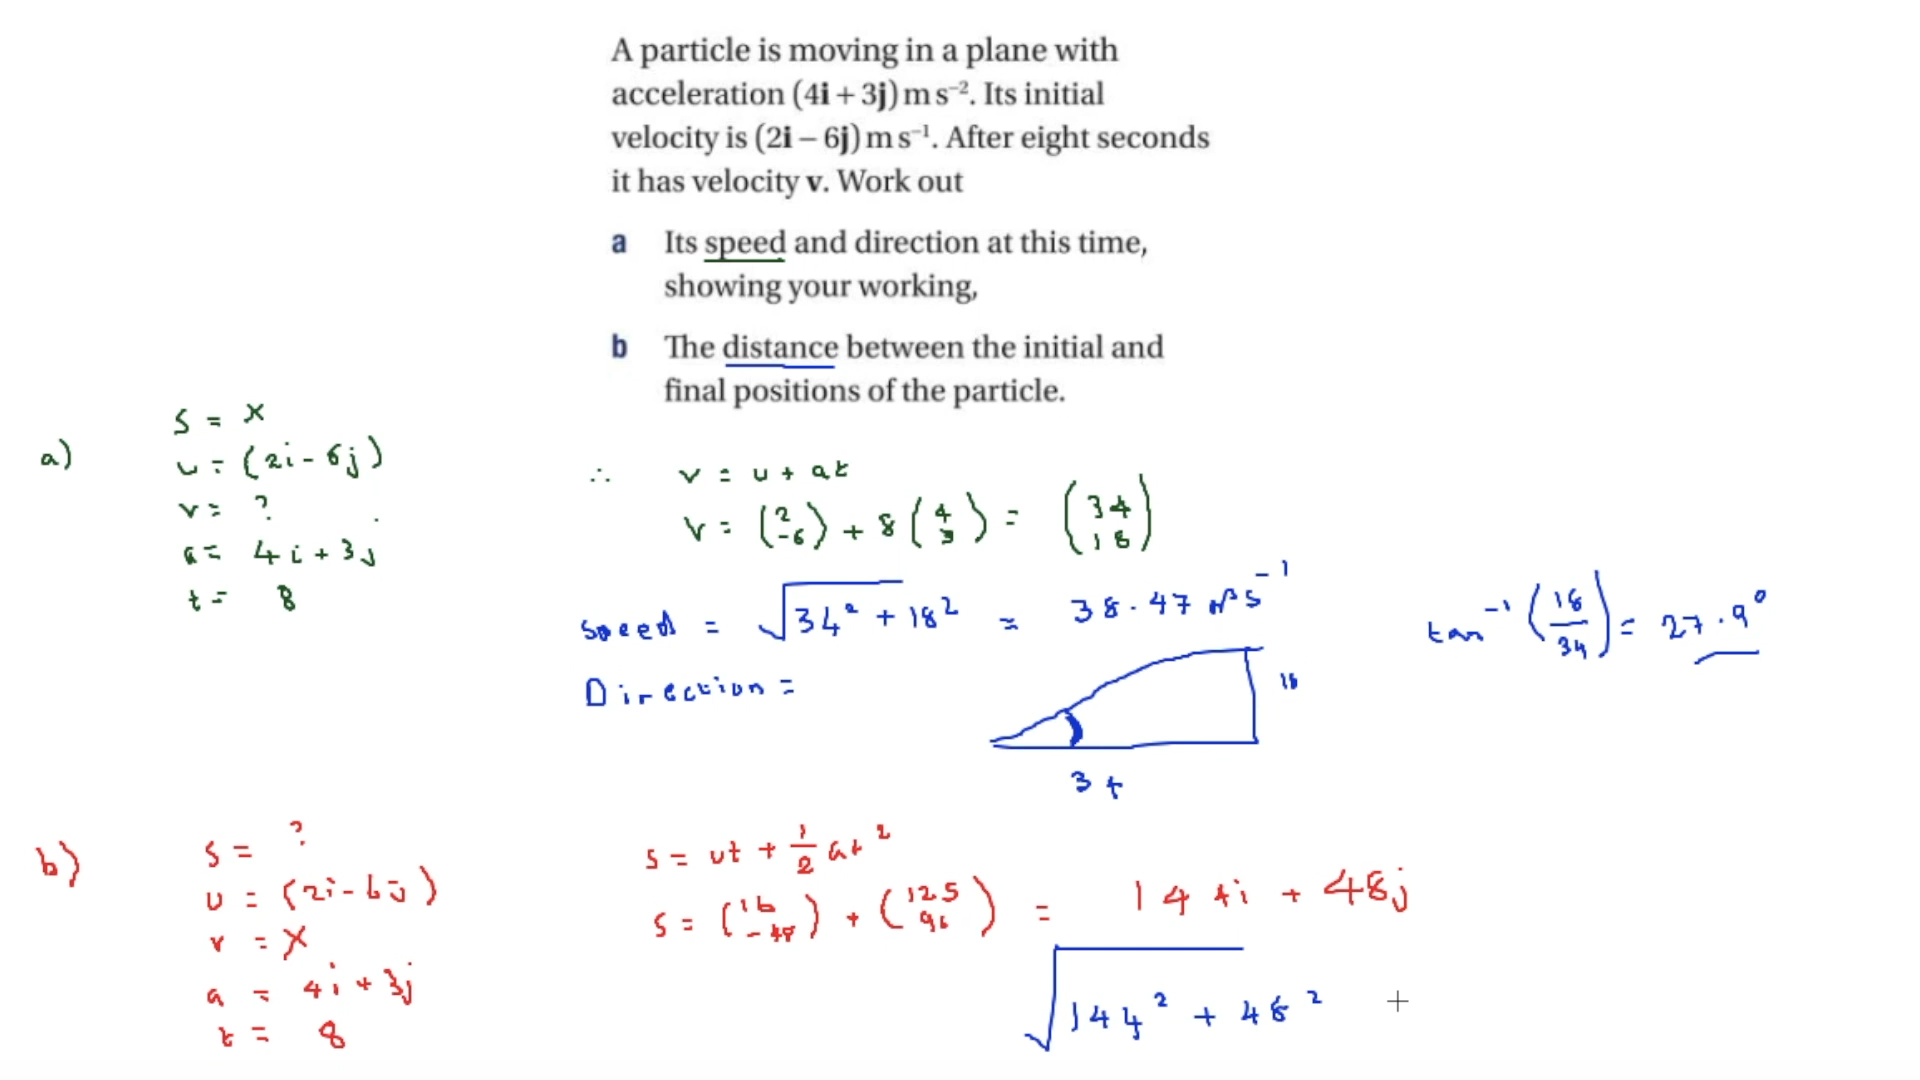 A particle is moving in a plane with
acceleration (4i + 3j) m s⁻². Its initial
velocity is (2i – 6j) m s⁻¹. After eight seconds
it has velocity v. Work out
a Its speed and direction at this time,
showing your working,
b The distance between the initial and
final positions of the particle.
a)
s = x
u = (2i - 6j)
v = ?
a = 4i + 3j
t = 8
∴ v = u + at
v = (2 -6) + 8 (4 3) = (34 18)
speed = √34² + 18² = 38.47 ms⁻¹
tan⁻¹ (18/34) = 27.9°
Direction =
18
34
b)
s = ?
u = (2i - 6j)
v = x
a = 4i + 3j
t = 8
s = ut + 1/2 at²
s = (16 -48) + (128 96) = 144i + 48j
√144² + 48²